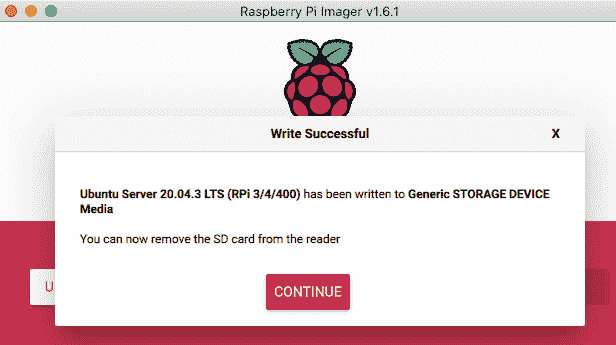 Raspberry Pi Imager v1.6.1
Write Successful
X
Ubuntu Server 20.04.3 LTS (RPi 3/4/400) has been written to Generic STORAGE DEVICE
Media
You can now remove the SD card from the reader
U
CONTINUE